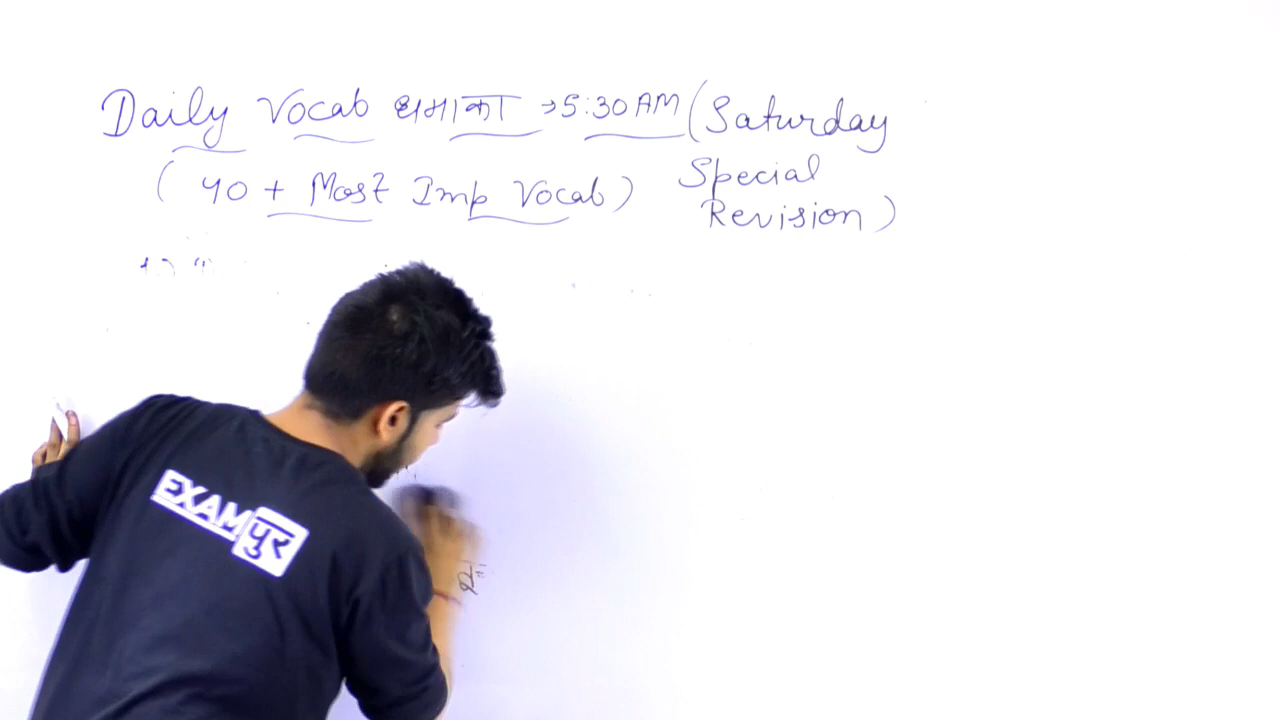 Daily Vocab धमाका → 5:30 AM (Saturday
Special
Revision)
(40 + Most Imp Vocab)
EXAMपुर